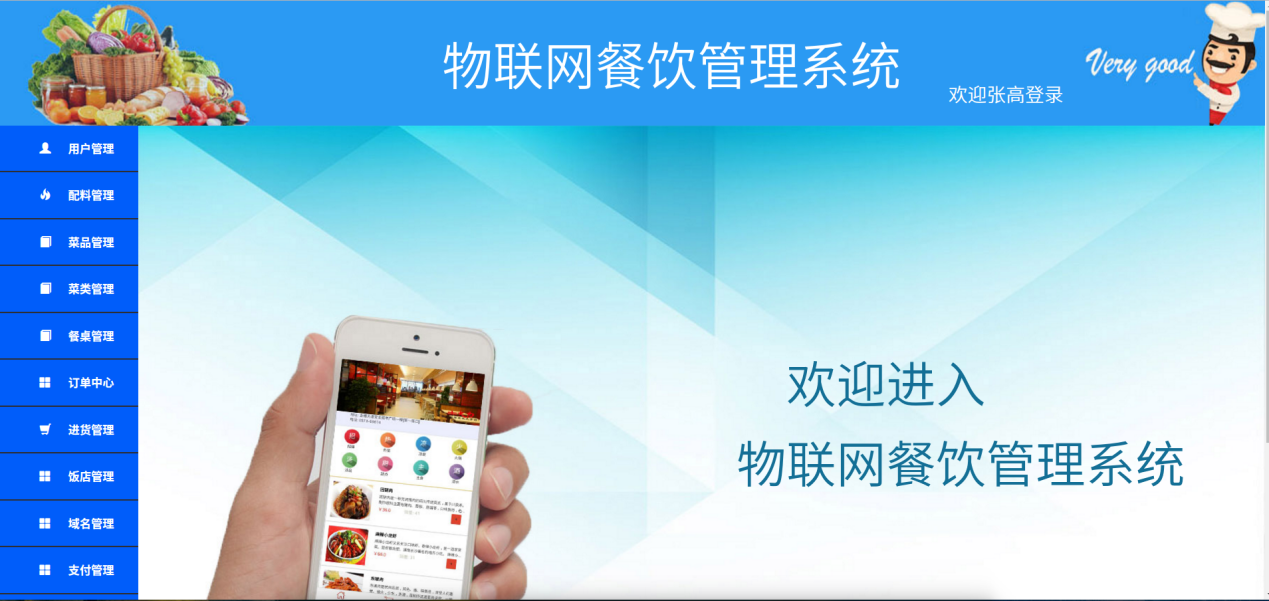 物联网餐饮管理系统
Very good
欢迎张高登录
用户管理
配料管理
菜品管理
菜类管理
餐桌管理
订单中心
进货管理
饭店管理
域名管理
支付管理
欢迎进入
物联网餐饮管理系统